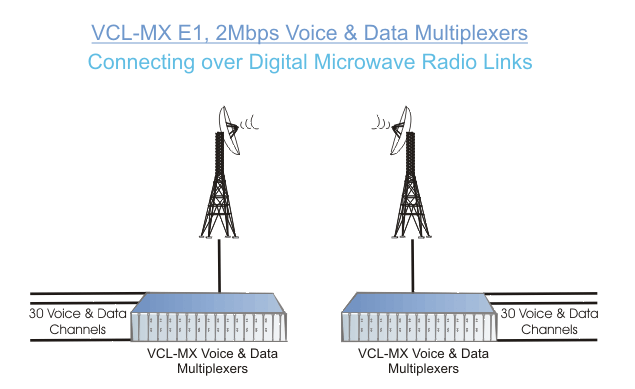 VCL-MX E1, 2Mbps Voice & Data Multiplexers
Connecting over Digital Microwave Radio Links
30 Voice & Data
Channels
30 Voice & Data
Channels
VCL-MX Voice & Data
Multiplexers
VCL-MX Voice & Data
Multiplexers